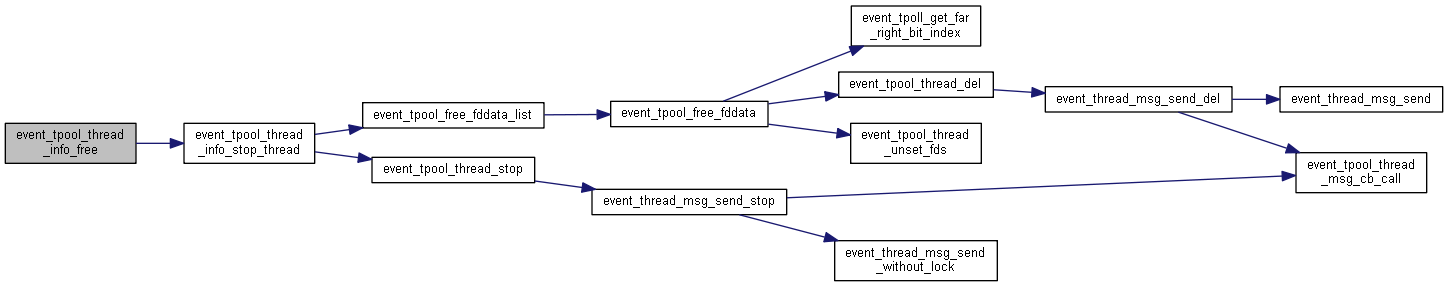 event_tpool_thread
_info_free
event_tpool_thread
_info_stop_thread
event_tpool_free_fddata_list
event_tpool_thread_stop
event_tpool_free_fddata
event_thread_msg_send_stop
event_tpoll_get_far
_right_bit_index
event_tpool_thread_del
event_tpool_thread
_unset_fds
event_thread_msg_send
_without_lock
event_thread_msg_send_del
event_thread_msg_send
event_tpool_thread
_msg_cb_call